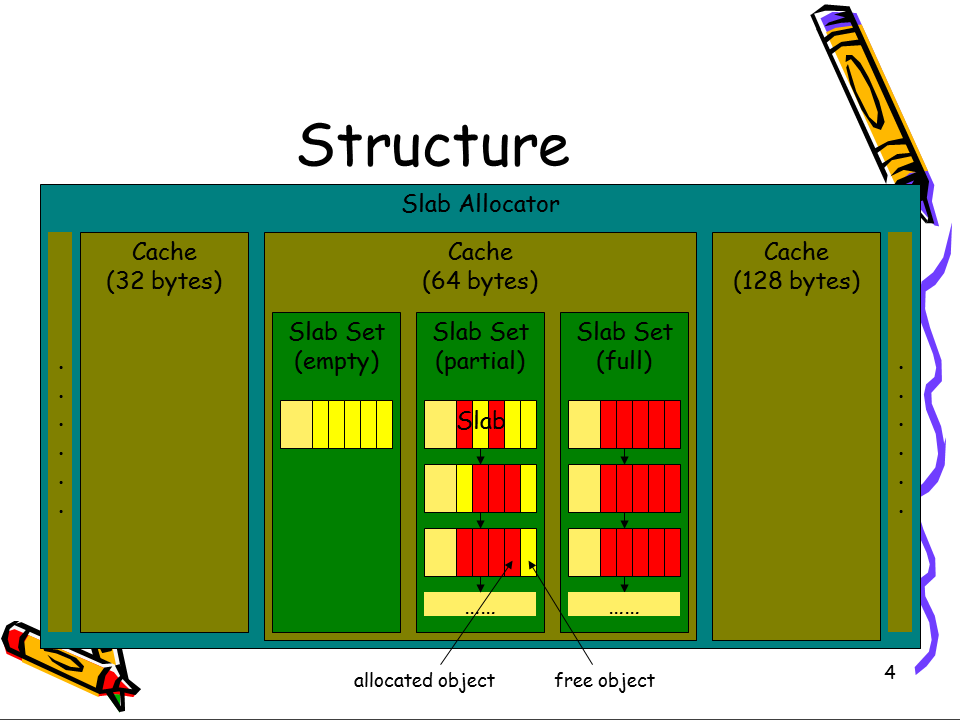 Structure
Slab Allocator
Cache
(32 bytes)
Cache
(64 bytes)
Cache
(128 bytes)
Slab Set
(empty)
Slab Set
(partial)
Slab Set
(full)
.
.
.
.
.
.
.
.
.
.
.
.
Slab
......
......
allocated object
free object
4